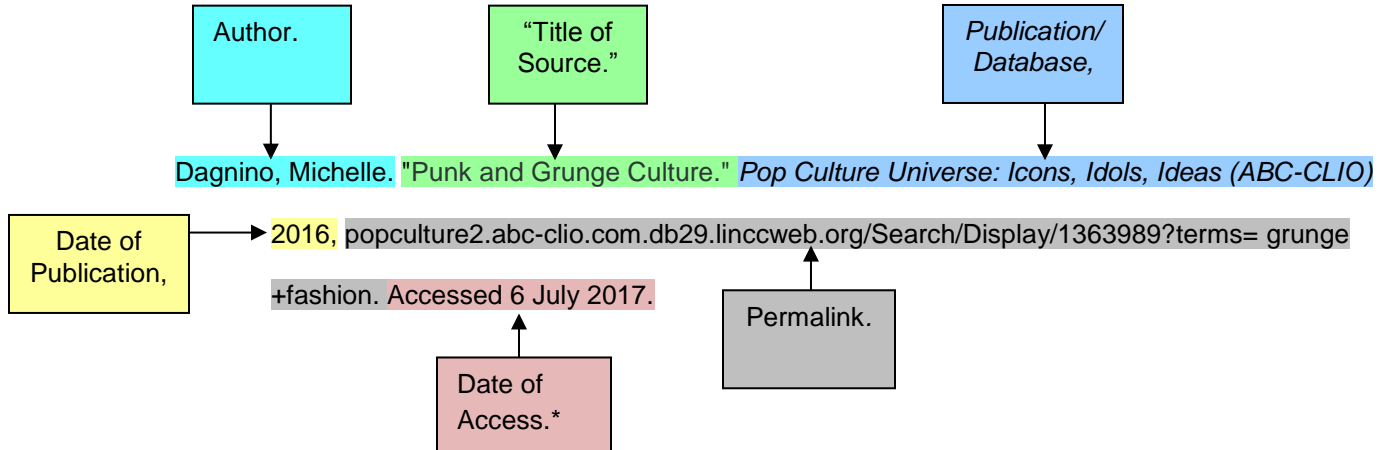 Author.
“Title of
Source.”
Publication/
Database,
Dagnino, Michelle. "Punk and Grunge Culture." Pop Culture Universe: Icons, Idols, Ideas (ABC-CLIO)
Date of
Publication,
2016, popculture2.abc-clio.com.db29.linccweb.org/Search/Display/1363989?terms= grunge
+fashion. Accessed 6 July 2017.
Permalink.
Date of
Access.*